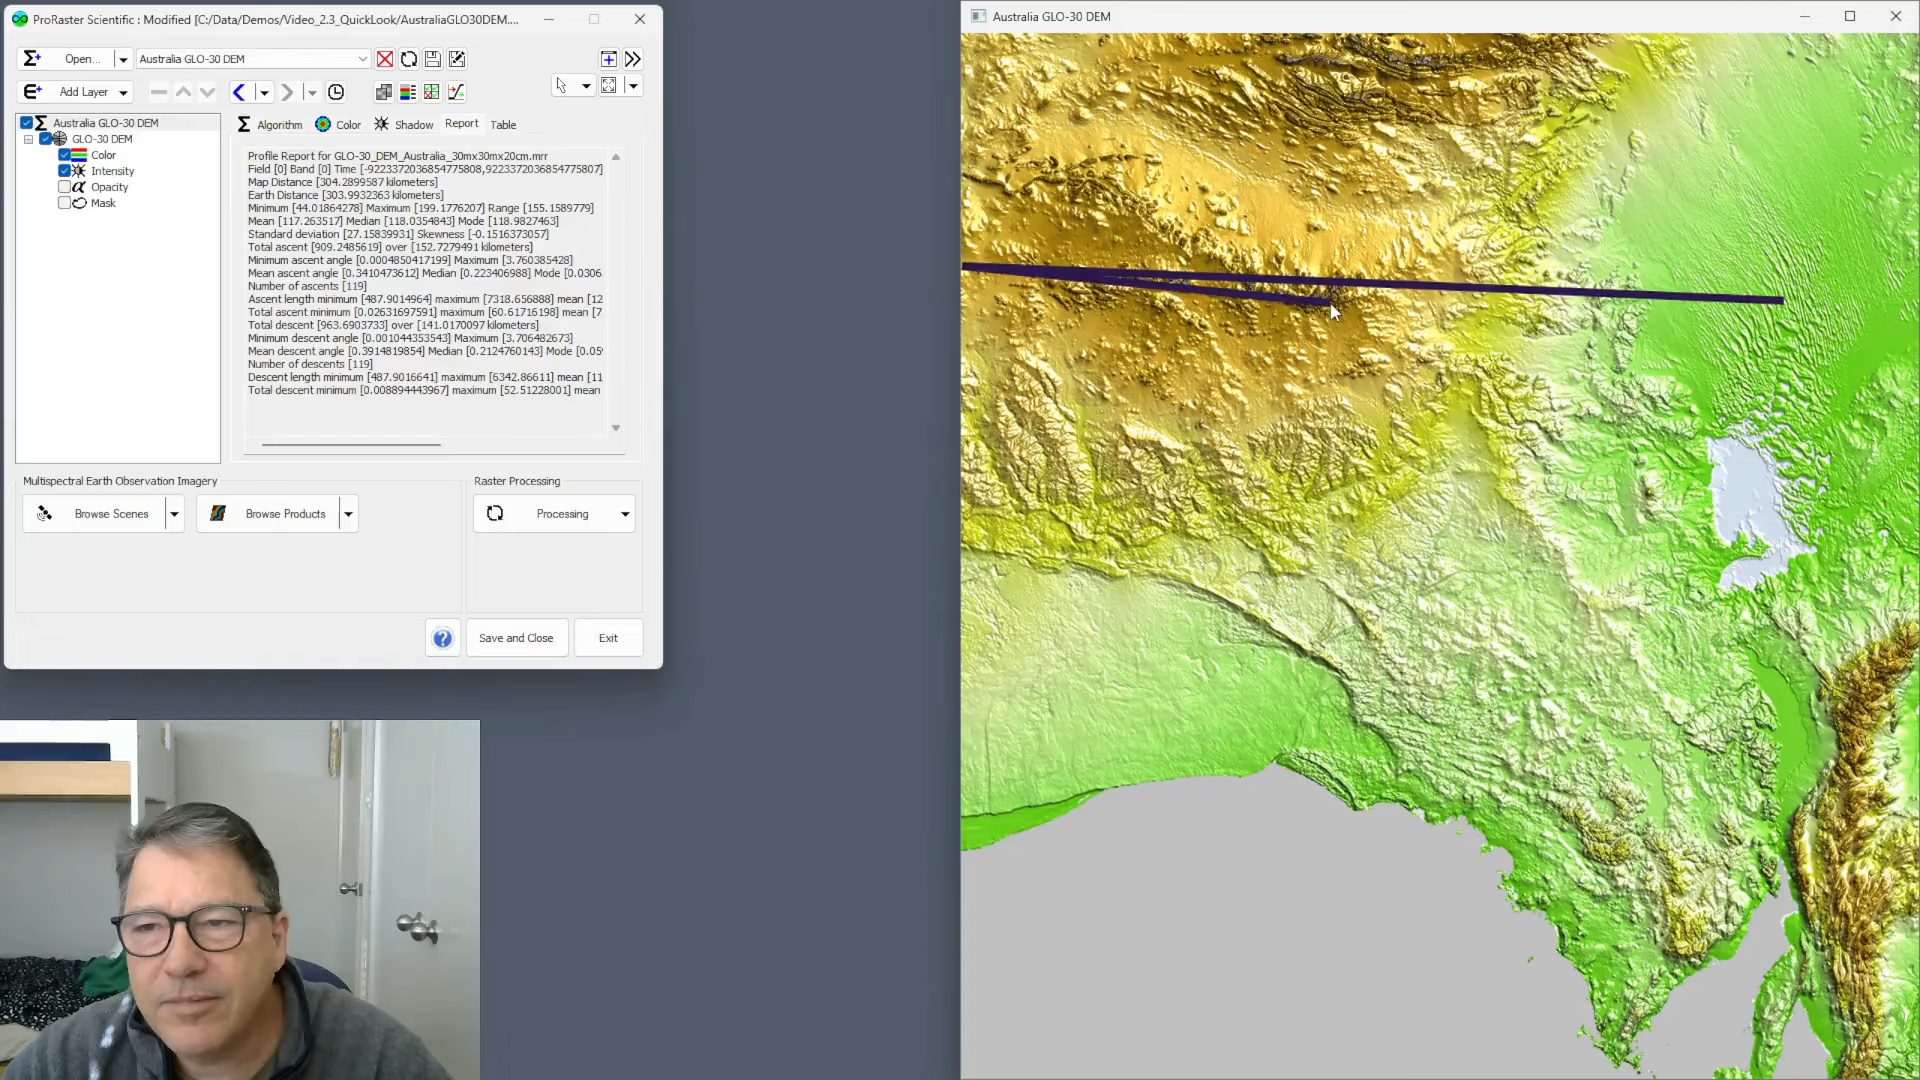 ProRaster Scientific : Modified [C:/Data/Demos/Video_2.3_QuickLook/AustraliaGLO30DEM....
Open...
Australia GLO-30 DEM
Add Layer
Australia GLO-30 DEM
GLO-30 DEM
Color
Intensity
Opacity
Mask
Algorithm
Color
Shadow
Report
Table
Profile Report for GLO-30_DEM_Australia_30mx30mx20cm.mrr
Field [0] Band [0] Time [-9223372036854775808,9223372036854775807]
Map Distance [304.2899587 kilometers]
Earth Distance [303.9932363 kilometers]
Minimum [44.01864278] Maximum [199.1776207] Range [155.1589779]
Mean [117.263517] Median [118.0354843] Mode [118.9827463]
Standard deviation [27.15839931] Skewness [-0.1516373057]
Total ascent [909.2485619] over [152.7279491 kilometers]
Minimum ascent angle [0.0004850417199] Maximum [3.760385428]
Mean ascent angle [0.3410473612] Median [0.223406988] Mode [0.0306.
Number of ascents [119]
Ascent length minimum [487.9014964] maximum [7318.656888] mean [12
Total ascent minimum [0.02631697591] maximum [60.61716198] mean [7.
Total descent [963.6903733] over [141.0170097 kilometers]
Minimum descent angle [0.001044353543] Maximum [3.706482673]
Mean descent angle [0.3914819854] Median [0.2124760143] Mode [0.05
Number of descents [119]
Descent length minimum [487.9016641] maximum [6342.86611] mean [11
Total descent minimum [0.008894443967] maximum [52.51228001] mean
Multispectral Earth Observation Imagery
Browse Scenes
Browse Products
Raster Processing
Processing
?
Save and Close
Exit
Australia GLO-30 DEM